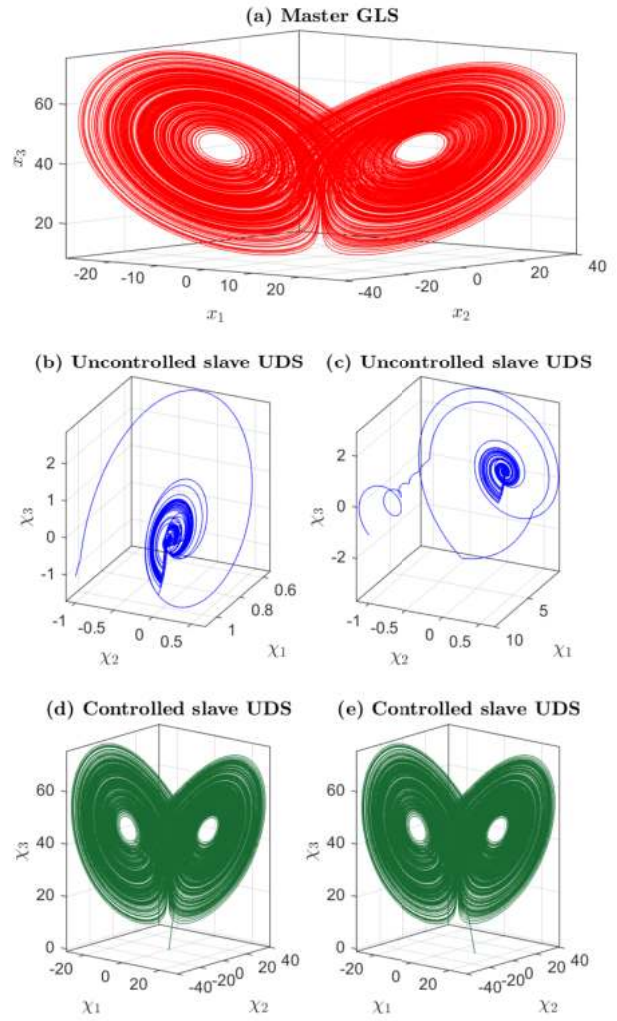 (a) Master GLS
60
40
20
x₃
-20 -10 0 10 20
x₁
-40 -20 0 20 40
x₂
(b) Uncontrolled slave UDS
2
1
0
-1
χ₃
-1 -0.5 0 0.5
χ₂
1 0.8 0.6
χ₁
(c) Uncontrolled slave UDS
2
0
-2
χ₃
-1 -0.5 0 0.5
χ₂
10 5
χ₁
(d) Controlled slave UDS
60
40
20
0
χ₃
-20 0 20
χ₁
-40 -20 0 20 40
χ₂
(e) Controlled slave UDS
60
40
20
0
χ₃
-20 0 20
χ₁
-40 -20 0 20 40
χ₂